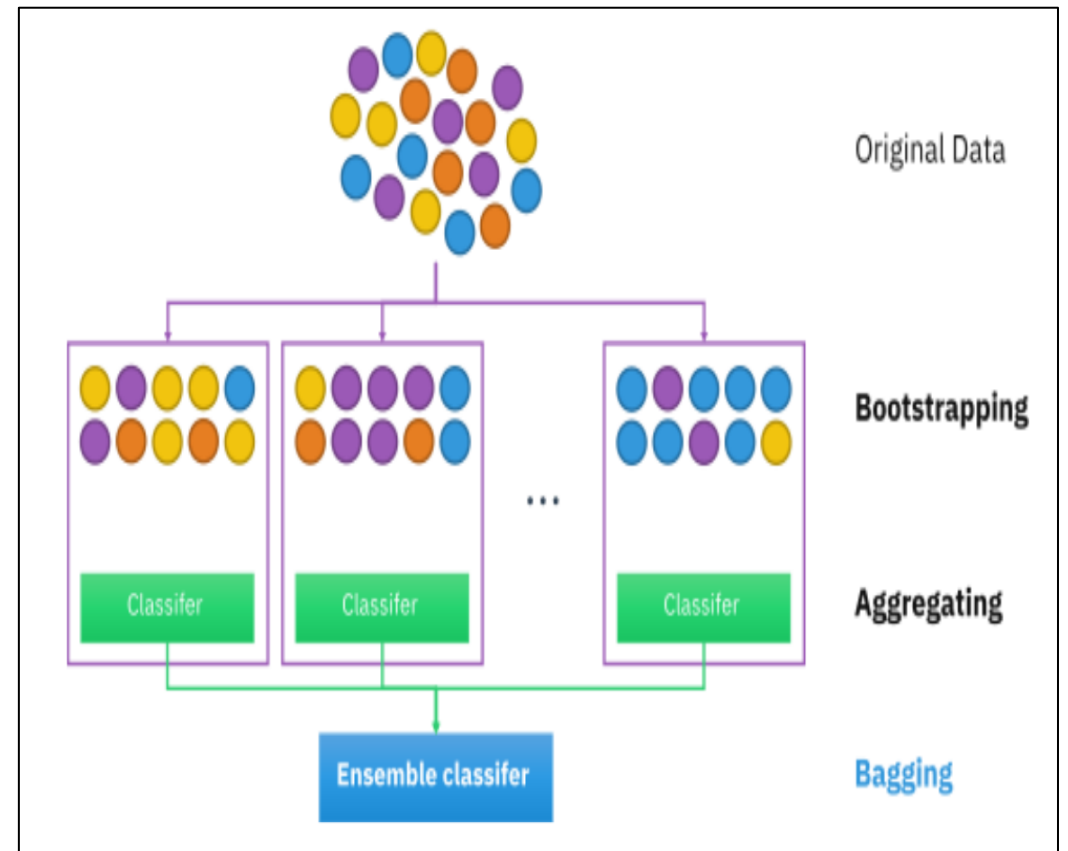 Original Data
Bootstrapping
...
Classifer
Classifer
Classifer
Aggregating
Ensemble classifer
Bagging